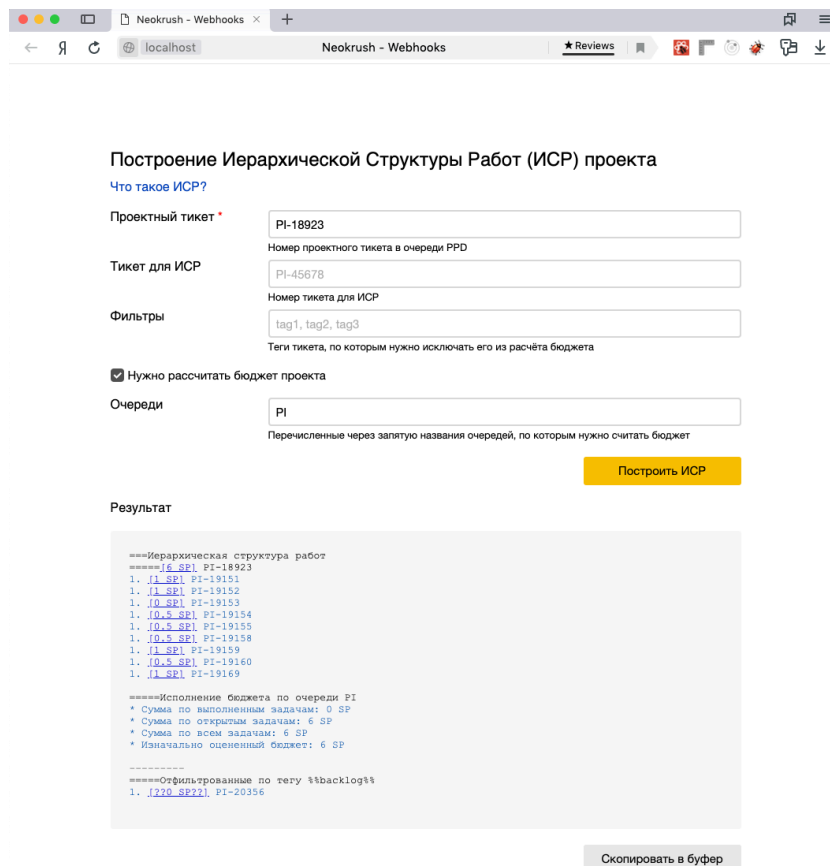 Neokrush - Webhooks
Я localhost Neokrush - Webhooks ★ Reviews
Построение Иерархической Структуры Работ (ИСР) проекта
Что такое ИСР?
Проектный тикет *
PI-18923
Номер проектного тикета в очереди PPD
Тикет для ИСР
PI-45678
Номер тикета для ИСР
Фильтры
tag1, tag2, tag3
Теги тикета, по которым нужно исключать его из расчёта бюджета
Нужно рассчитать бюджет проекта
Очереди
PI
Перечисленные через запятую названия очередей, по которым нужно считать бюджет
Построить ИСР
Результат
===Иерархическая структура работ
=====[6 SP] PI-18923
1. [1 SP] PI-19151
1. [1 SP] PI-19152
1. [0 SP] PI-19153
1. [0.5 SP] PI-19154
1. [0.5 SP] PI-19155
1. [0.5 SP] PI-19158
1. [1 SP] PI-19159
1. [0.5 SP] PI-19160
1. [1 SP] PI-19169
=====Исполнение бюджета по очереди PI
* Сумма по выполненным задачам: 0 SP
* Сумма по открытым задачам: 6 SP
* Сумма по всем задачам: 6 SP
* Изначально оцененный бюджет: 6 SP
---------
=====Отфильтрованные по тегу %%backlog%%
1. [??0 SP??] PI-20356
Скопировать в буфер